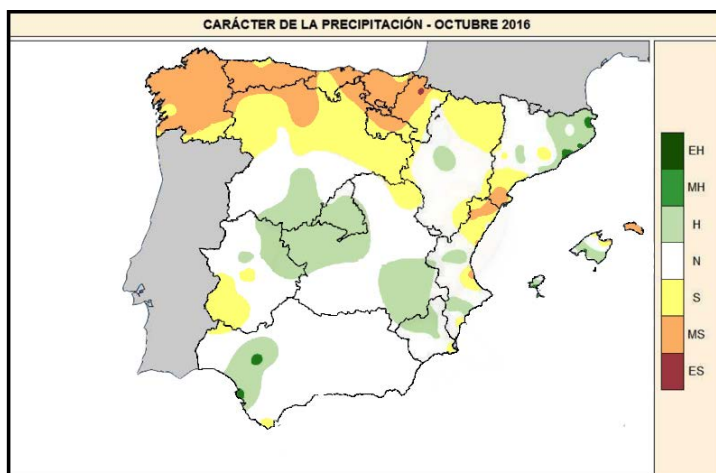 CARÁCTER DE LA PRECIPITACIÓN - OCTUBRE 2016
EH
MH
H
N
S
MS
ES